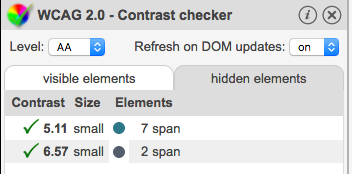 WCAG 2.0 - Contrast checker
Level: AA Refresh on DOM updates: on
visible elements hidden elements
Contrast Size Elements
5.11 small 7 span
6.57 small 2 span